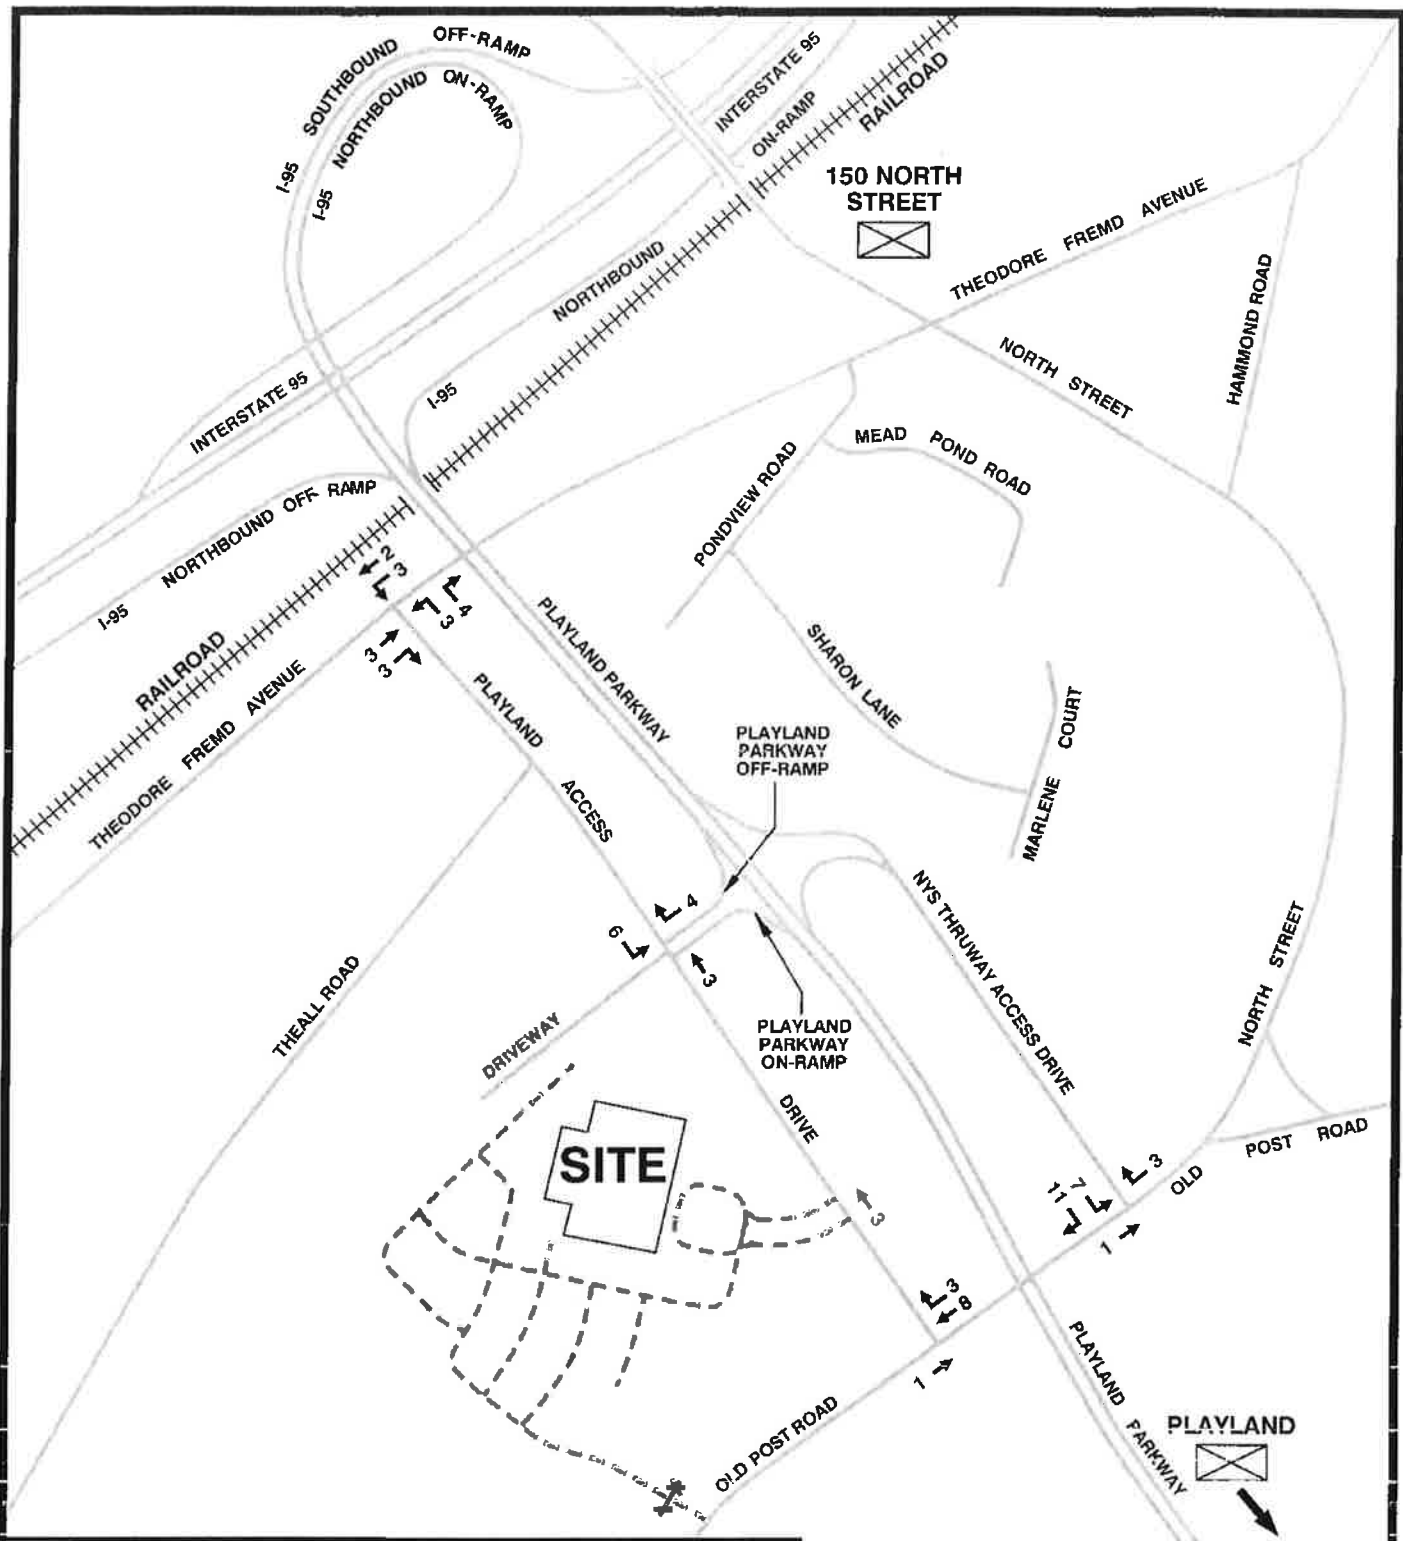 OFF-RAMP
I-95 SOUTHBOUND
I-95 NORTHBOUND ON-RAMP
INTERSTATE 95
ON-RAMP
RAILROAD
150 NORTH
STREET
THEODORE FREMD AVENUE
HAMMOND ROAD
NORTH STREET
I-95 NORTHBOUND
INTERSTATE 95
MEAD POND ROAD
PONDVIEW ROAD
I-95 NORTHBOUND OFF RAMP
2
3
4
3
3
3
RAILROAD
THEODORE FREMD AVENUE
PLAYLAND PARKWAY
SHARON LANE
MARLENE COURT
PLAYLAND ACCESS DRIVE
PLAYLAND
PARKWAY
OFF-RAMP
NYS THRUWAY ACCESS DRIVE
4
6
3
NORTH STREET
THEALL ROAD
DRIVEWAY
PLAYLAND
PARKWAY
ON-RAMP
SITE
3
7
11
3
1
OLD POST ROAD
3
8
1
OLD POST ROAD
PLAYLAND PARKWAY
PLAYLAND